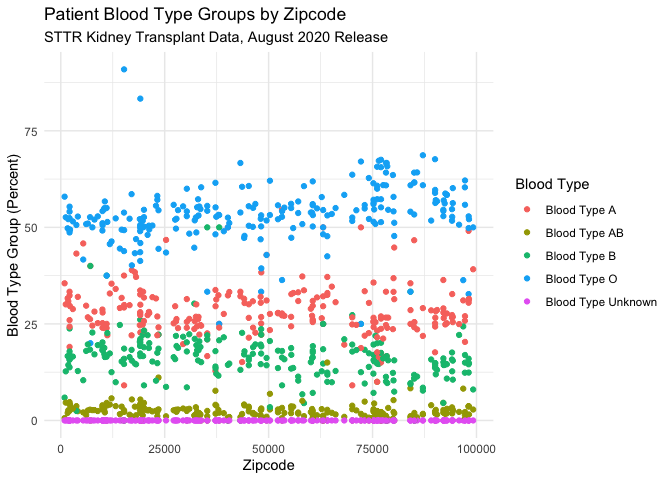 Patient Blood Type Groups by Zipcode
STTR Kidney Transplant Data, August 2020 Release
Blood Type Group (Percent)
75
50
25
0
0
25000
50000
75000
100000
Zipcode
Blood Type
Blood Type A
Blood Type AB
Blood Type B
Blood Type O
Blood Type Unknown